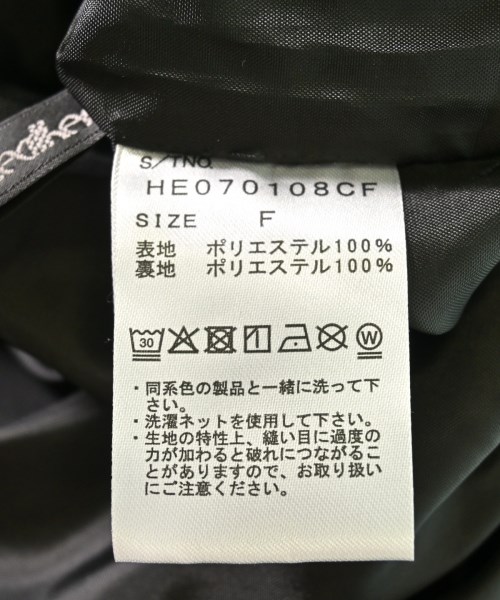 S/TNO.
HE070108CF
SIZE F
表地 ポリエステル100%
裏地 ポリエステル100%
30
W
・同系色の製品と一緒に洗って下
さい。
・洗濯ネットを使用して下さい。
・生地の特性上、縫い目に過度の
力が加わると破れにつながるこ
とがありますので、お取り扱い
にご注意ください。